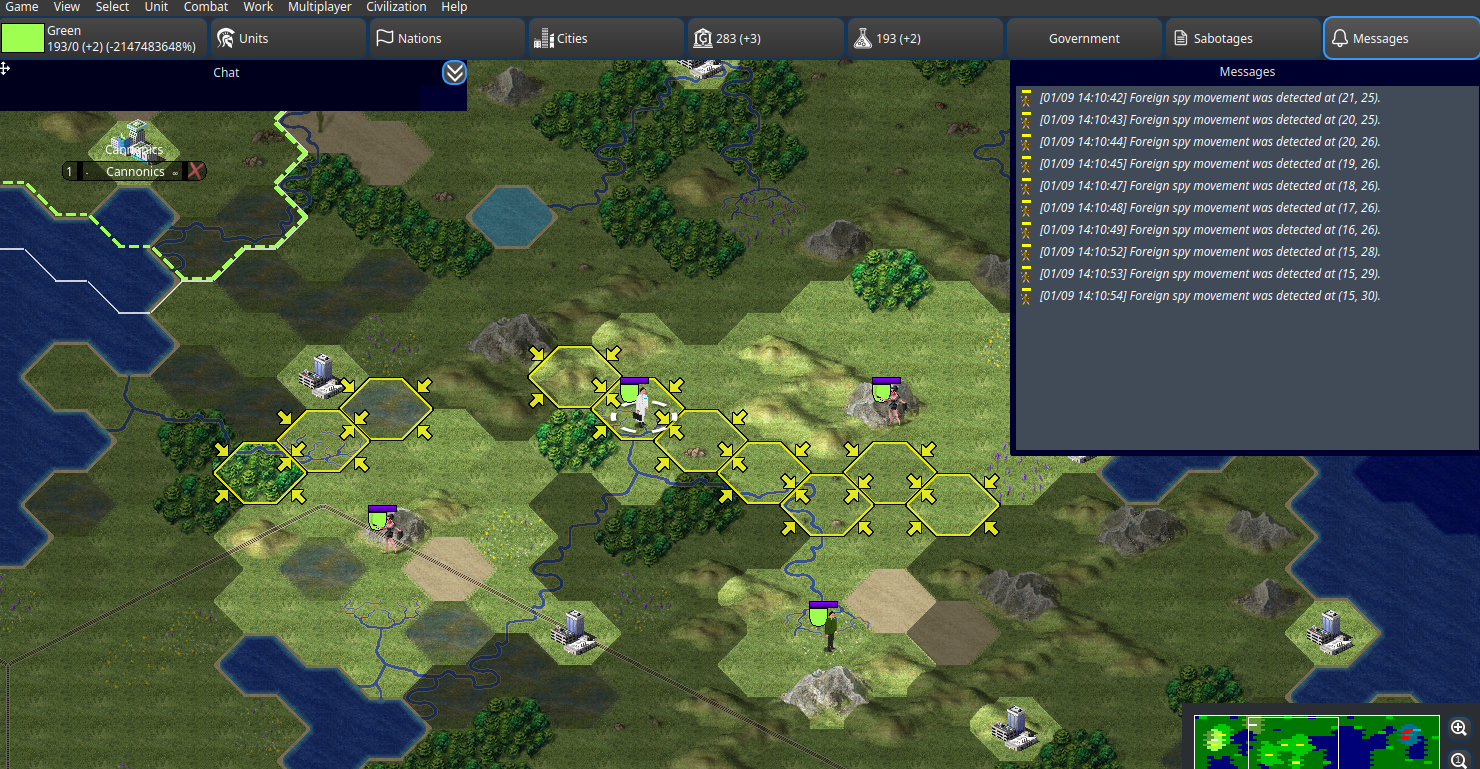 Game View Select Unit Combat Work Multiplayer Civilization Help
Green
193/0 (+2) (-2147483648%)
Units
Nations
Cities
283 (+3)
193 (+2)
Government
Sabotages
Messages
Chat
Messages
[01/09 14:10:42] Foreign spy movement was detected at (21, 25).
[01/09 14:10:43] Foreign spy movement was detected at (20, 25).
[01/09 14:10:44] Foreign spy movement was detected at (20, 26).
[01/09 14:10:45] Foreign spy movement was detected at (19, 26).
[01/09 14:10:47] Foreign spy movement was detected at (18, 26).
[01/09 14:10:48] Foreign spy movement was detected at (17, 26).
[01/09 14:10:49] Foreign spy movement was detected at (16, 26).
[01/09 14:10:52] Foreign spy movement was detected at (15, 28).
[01/09 14:10:53] Foreign spy movement was detected at (15, 29).
[01/09 14:10:54] Foreign spy movement was detected at (15, 30).
Cannonics
1 - Cannonics ∞